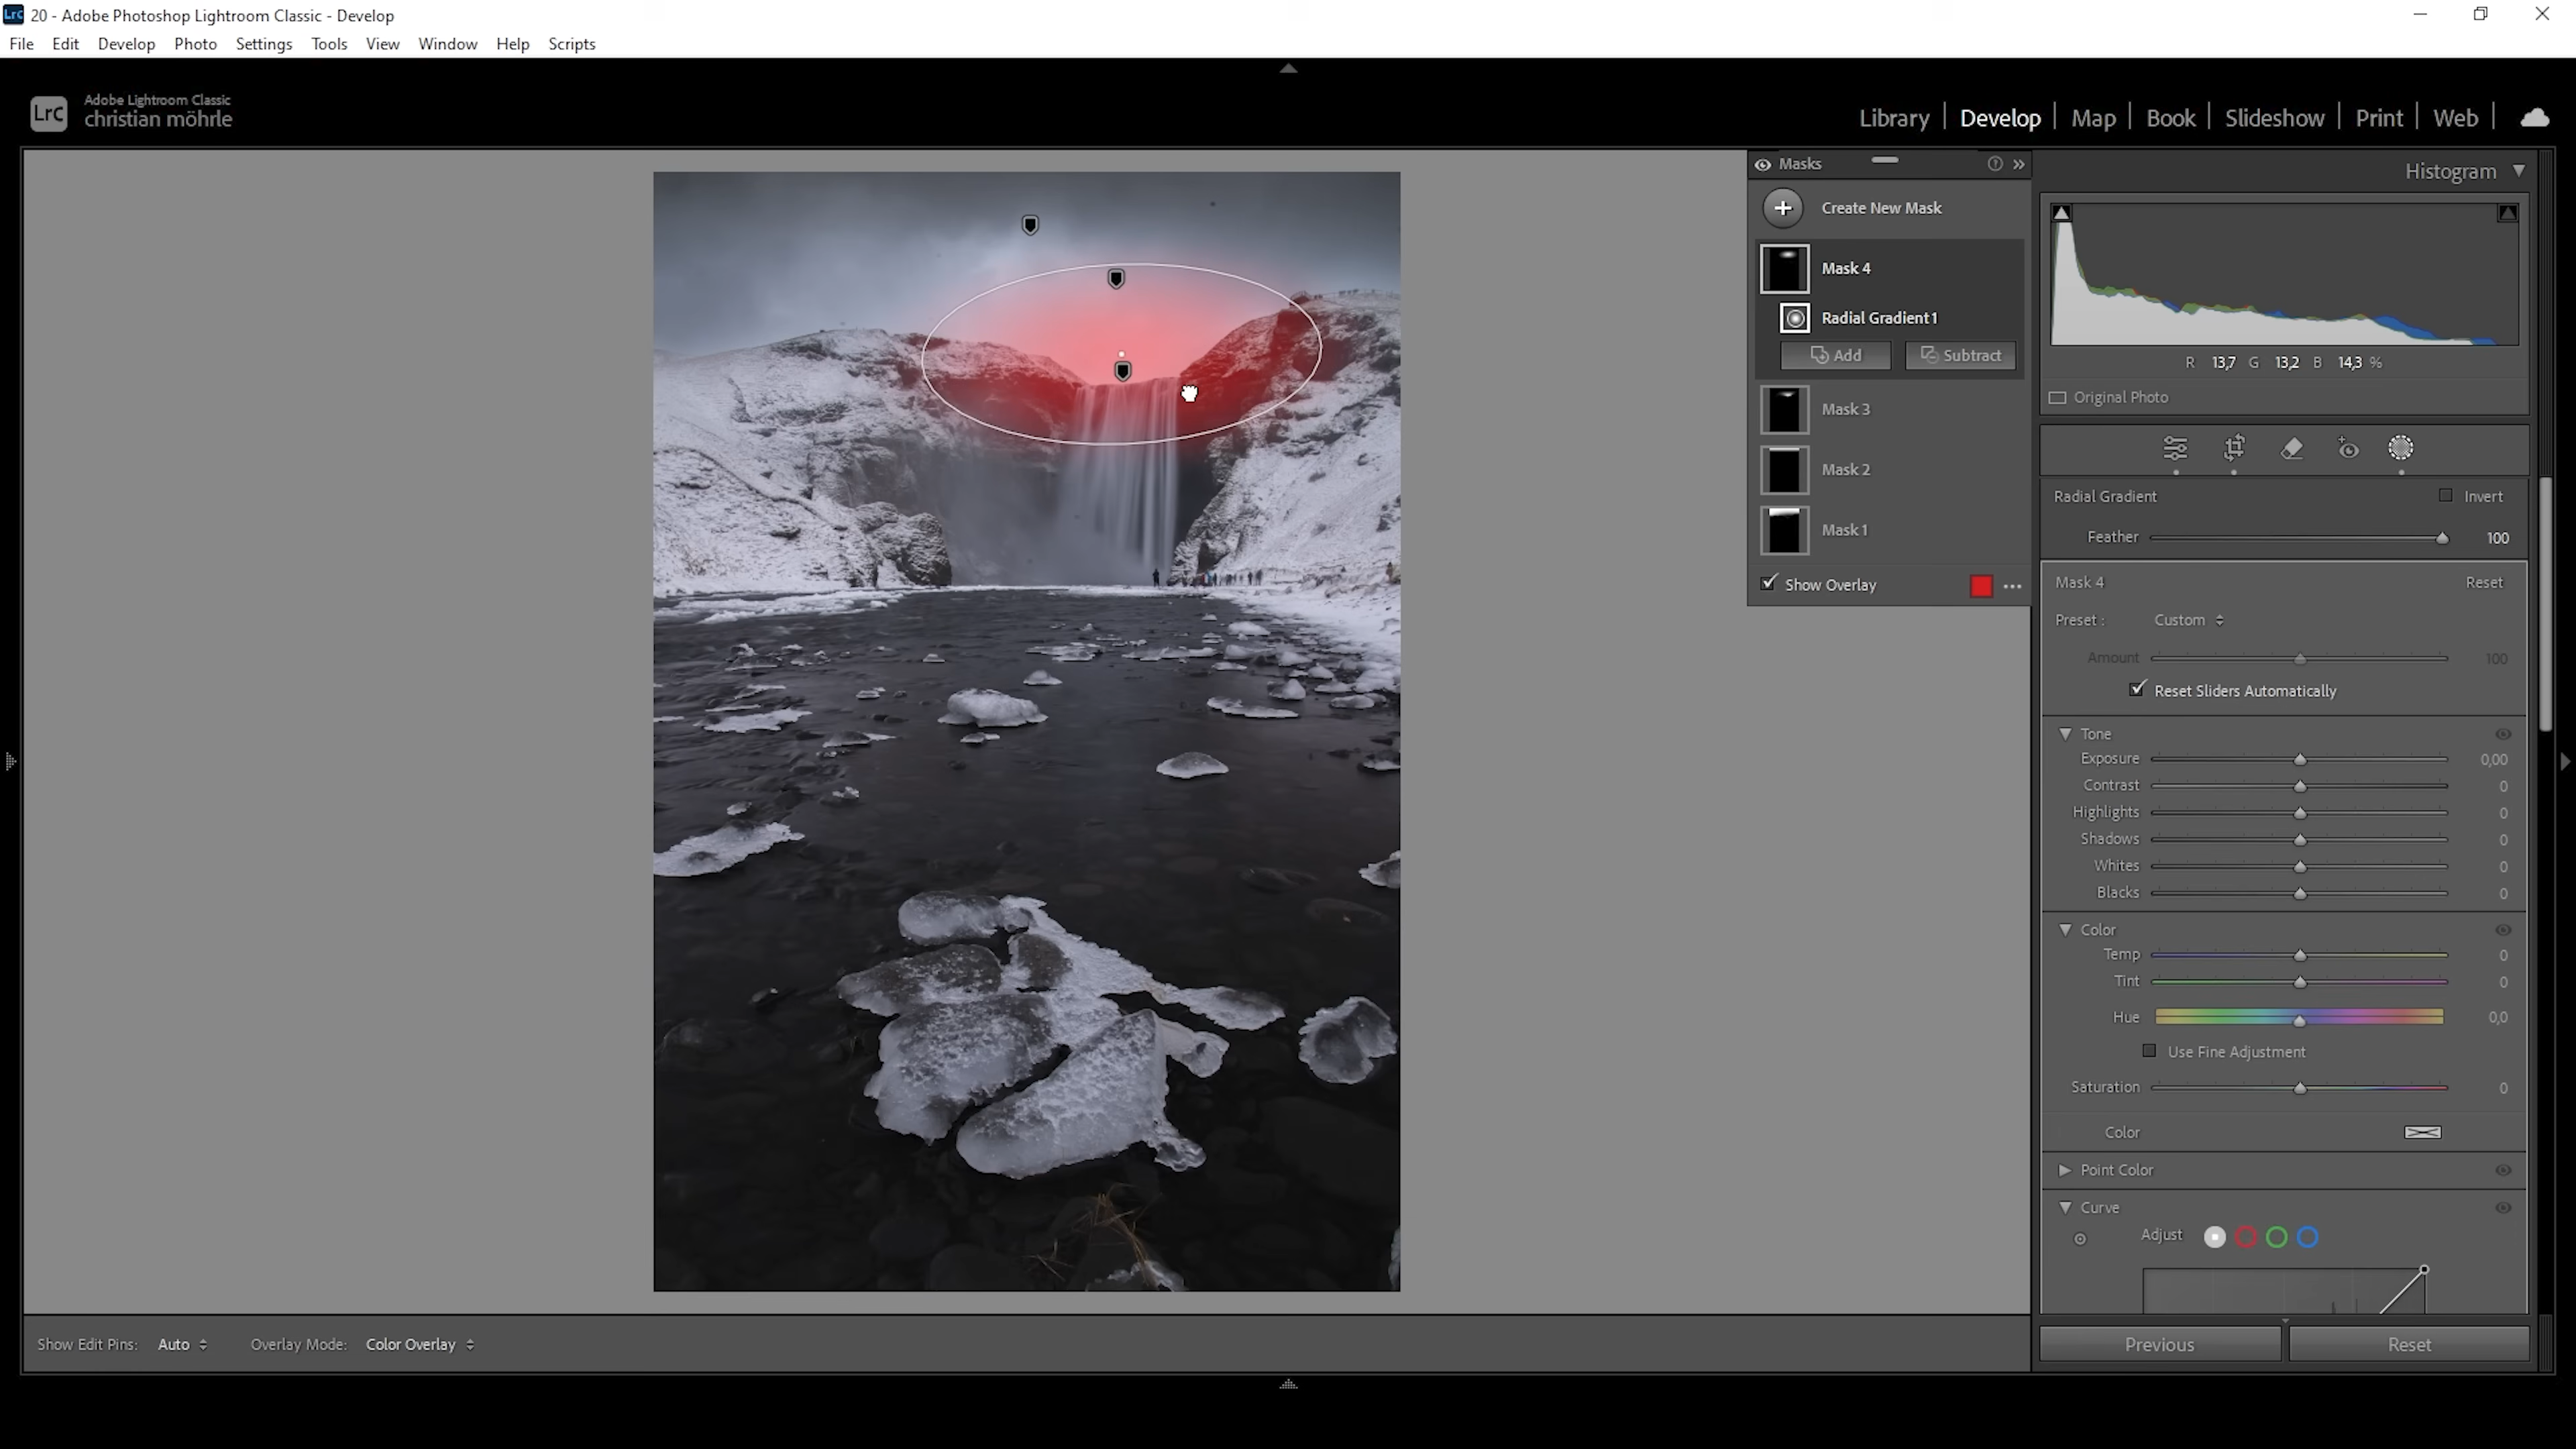 Lrc 20 - Adobe Photoshop Lightroom Classic - Develop
File Edit Develop Photo Settings Tools View Window Help Scripts
Lrc
Adobe Lightroom Classic
christian möhrle
Library | Develop | Map | Book | Slideshow | Print | Web |
Masks
Create New Mask
Mask 4
Radial Gradient 1
Add Subtract
Mask 3
Mask 2
Mask 1
Show Overlay
Histogram
R 13,7 G 13,2 B 14,3 %
Original Photo
Radial Gradient Invert
Feather 100
Mask 4 Reset
Preset : Custom
Amount 100
Reset Sliders Automatically
Tone
Exposure 0,00
Contrast 0
Highlights 0
Shadows 0
Whites 0
Blacks 0
Color
Temp 0
Tint 0
Hue 0,0
Use Fine Adjustment
Saturation 0
Color
Point Color
Curve
Adjust
Previous Reset
Show Edit Pins: Auto Overlay Mode: Color Overlay